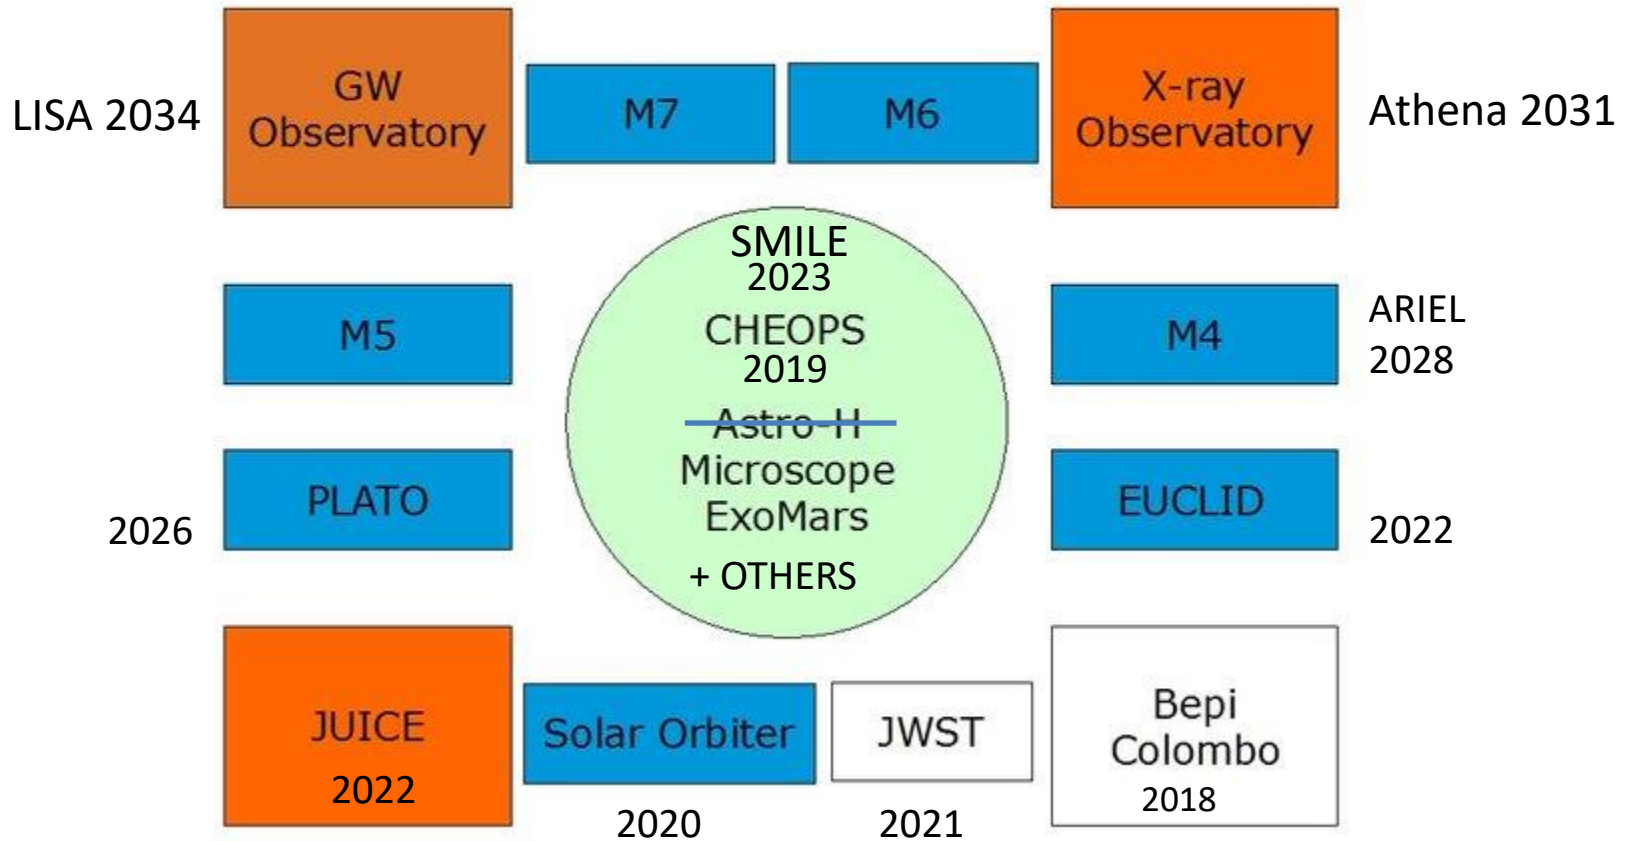 LISA 2034
GW
Observatory
M7
M6
X-ray
Observatory
Athena 2031
SMILE
2023
CHEOPS
2019
Astro-H
Microscope
ExoMars
+ OTHERS
M5
M4
ARIEL
2028
2026
PLATO
EUCLID
2022
JUICE
2022
Solar Orbiter
2020
JWST
2021
Bepi
Colombo
2018